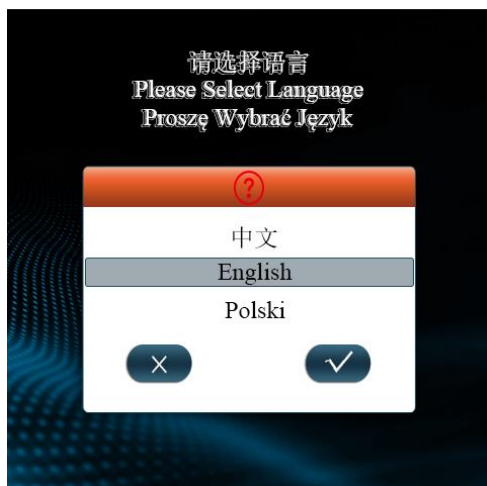 请选择语言
Please Select Language
Proszę Wybrać Język
?
中文
English
Polski